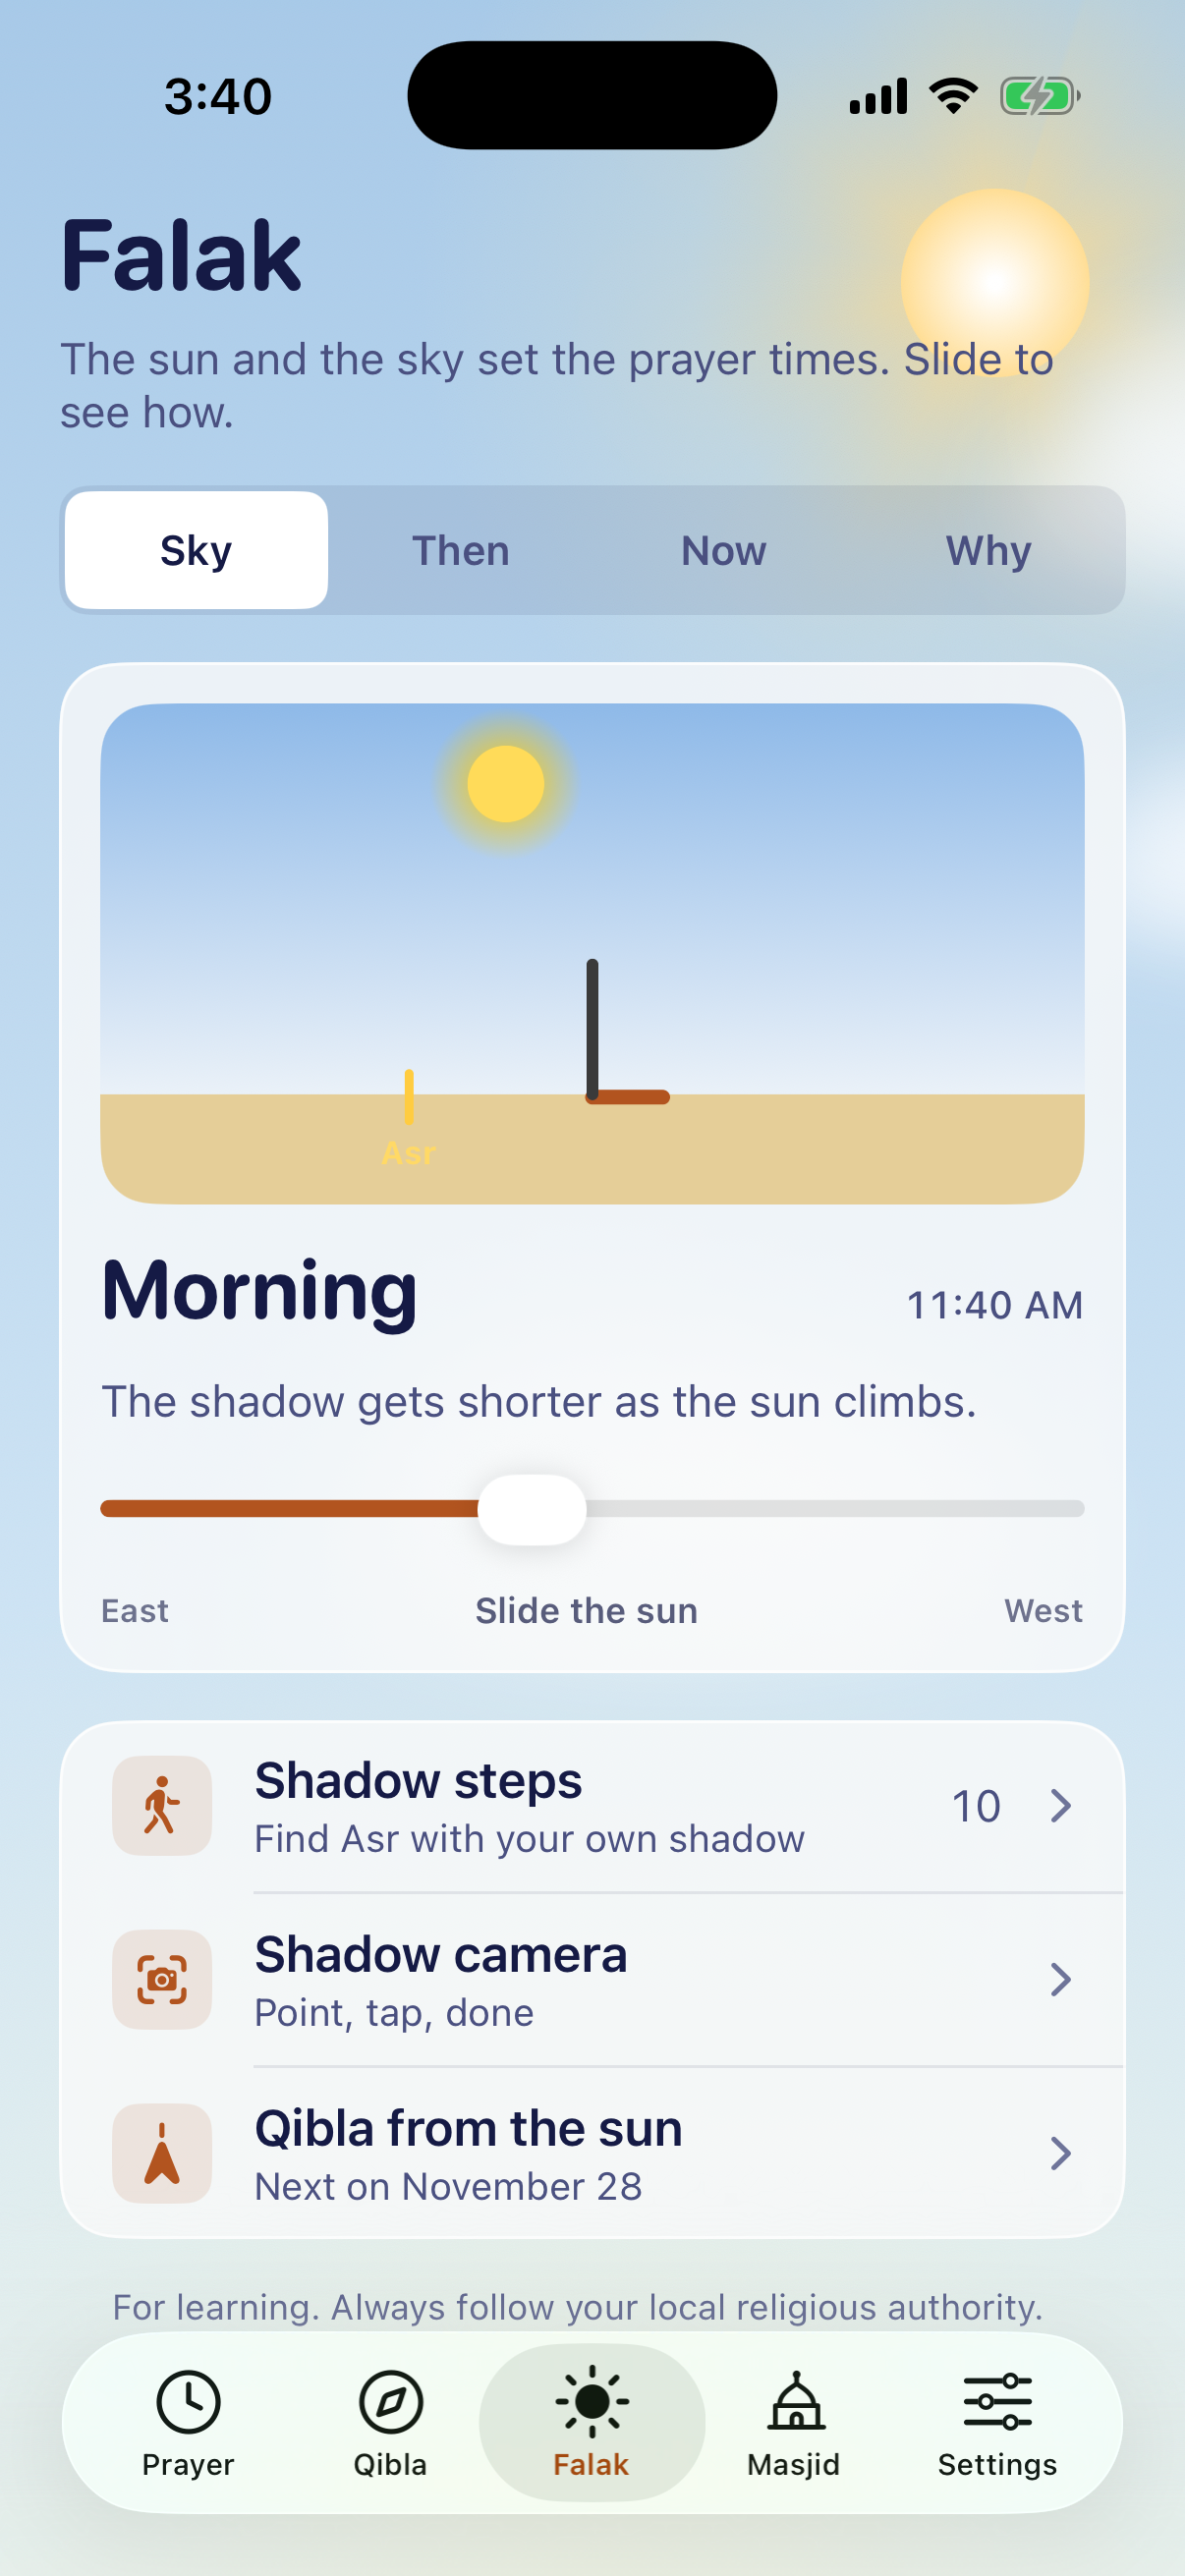 3:40
Falak
The sun and the sky set the prayer times. Slide to
see how.
Sky
Then
Now
Why
Asr
Morning
11:40 AM
The shadow gets shorter as the sun climbs.
East
Slide the sun
West
Shadow steps
Find Asr with your own shadow
10
Shadow camera
Point, tap, done
Qibla from the sun
Next on November 28
For learning. Always follow your local religious authority.
Prayer
Qibla
Falak
Masjid
Settings